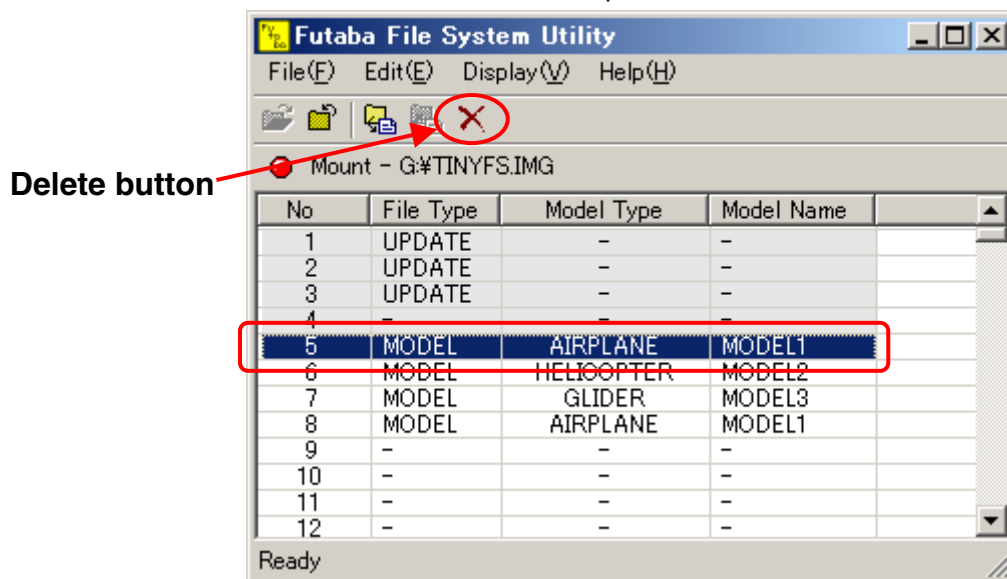 Futaba File System Utility
File(F) Edit(E) Display(V) Help(H)
Mount - G:¥TINYFS.IMG
Delete button
No File Type Model Type Model Name
1 UPDATE - -
2 UPDATE - -
3 UPDATE - -
4 - - -
5 MODEL AIRPLANE MODEL1
6 MODEL HELICOPTER MODEL2
7 MODEL GLIDER MODEL3
8 MODEL AIRPLANE MODEL1
9 - - -
10 - - -
11 - - -
12 - - -
Ready